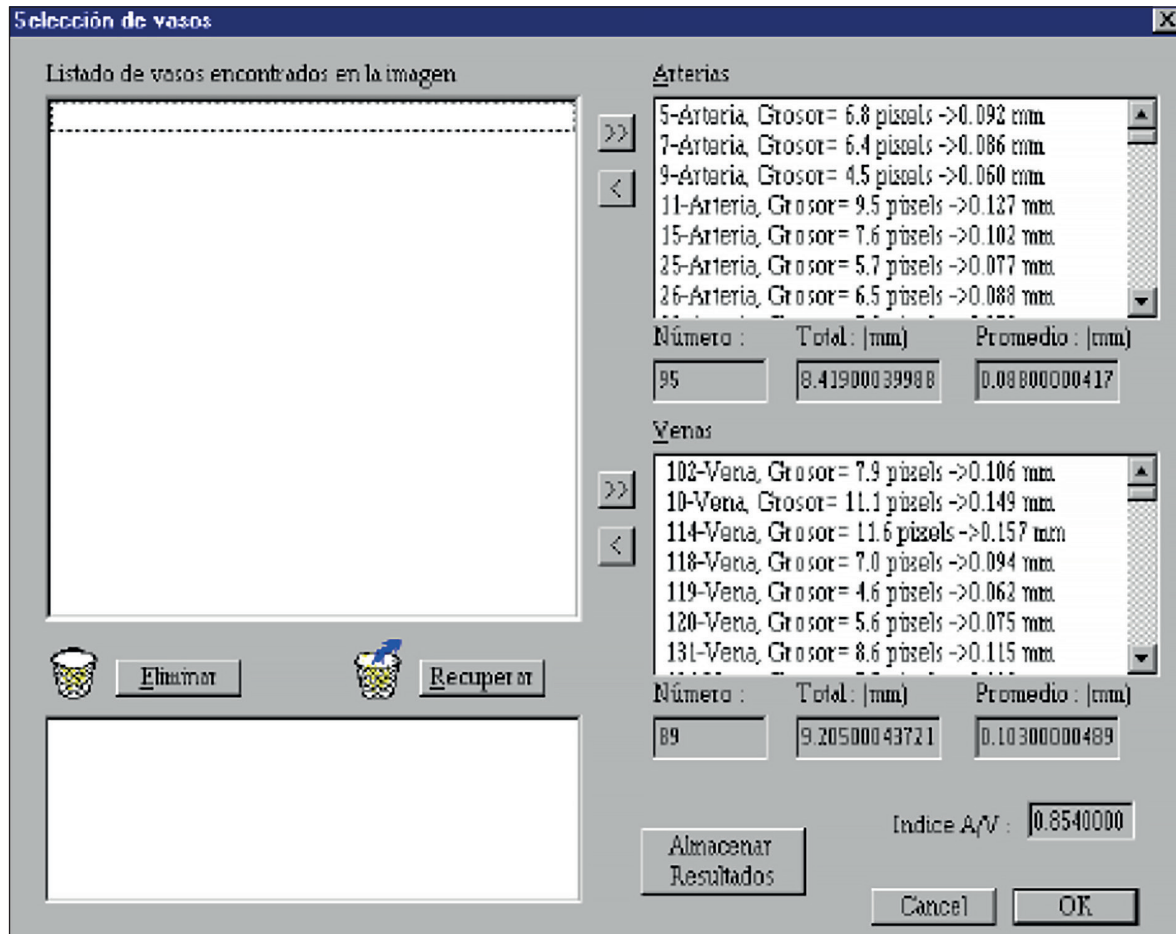 Selección de vasos
X
Listado de vasos encontrados en la imagen
>>
<
Eliminar
Recuperar
Arterias
5-Arteria, Grosor= 6.8 pixels ->0.092 mm
7-Arteria, Grosor= 6.4 pixels ->0.086 mm
9-Arteria, Grosor= 4.5 pixels ->0.060 mm
11-Arteria, Grosor= 9.5 pixels ->0.127 mm
15-Arteria, Grosor= 7.6 pixels ->0.102 mm
25-Arteria, Grosor= 5.7 pixels ->0.077 mm
26-Arteria, Grosor= 6.5 pixels ->0.088 mm
Número : Total: (mm) Promedio : (mm)
95 8.41900039988 0.08800000417
Venas
>>
<
102-Vena, Grosor= 7.9 pixels ->0.106 mm
10-Vena, Grosor= 11.1 pixels ->0.149 mm
114-Vena, Grosor= 11.6 pixels ->0.157 mm
118-Vena, Grosor= 7.0 pixels ->0.094 mm
119-Vena, Grosor= 4.6 pixels ->0.062 mm
120-Vena, Grosor= 5.6 pixels ->0.075 mm
131-Vena, Grosor= 8.6 pixels ->0.115 mm
Número : Total: (mm) Promedio : (mm)
89 9.20500043721 0.10300000489
Indice A/V : 0.8540000
Almacenar
Resultados
Cancel OK